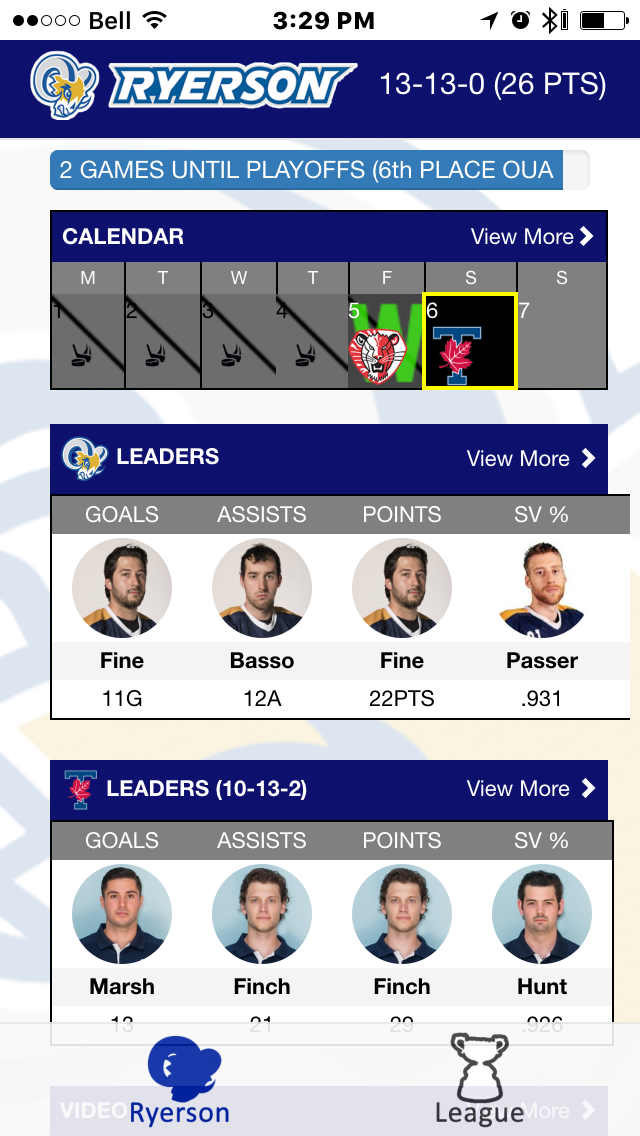 Bell 3:29 PM
RYERSON 13-13-0 (26 PTS)
2 GAMES UNTIL PLAYOFFS (6th PLACE OUA
CALENDAR View More
M T W T F S S
1 2 3 4 5 6 7
W T
LEADERS View More
GOALS ASSISTS POINTS SV %
Fine Basso Fine Passer
11G 12A 22PTS .931
T LEADERS (10-13-2) View More
GOALS ASSISTS POINTS SV %
Marsh Finch Finch Hunt
13 21 29 .926
VIDEO View More
Ryerson League